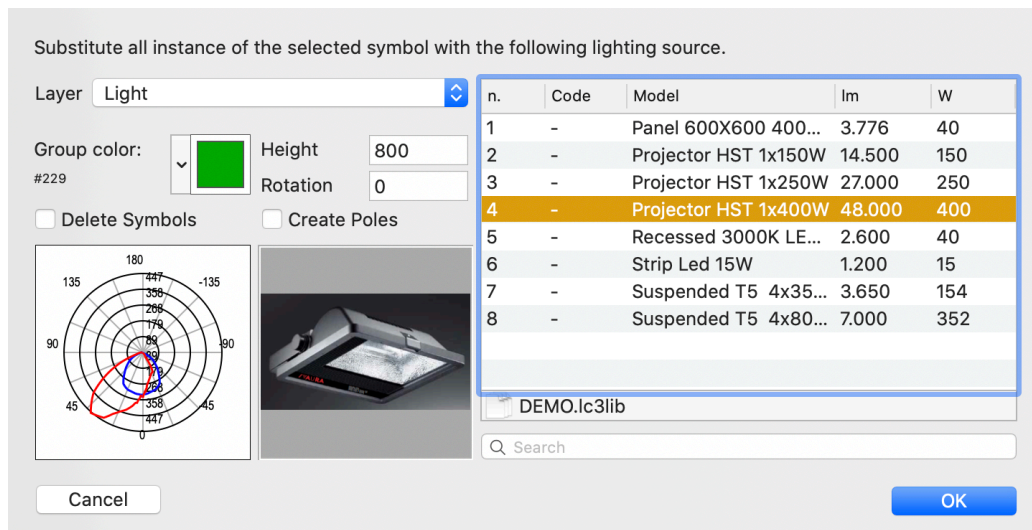 Substitute all instance of the selected symbol with the following lighting source.
Layer Light
Group color:
#229
Height 800
Rotation 0
Delete Symbols
Create Poles
180
135 -135
447
358
268
179
89
90 -90
89
179
268
358
447
45 -45
0
n. Code Model lm W
1 - Panel 600X600 400... 3.776 40
2 - Projector HST 1x150W 14.500 150
3 - Projector HST 1x250W 27.000 250
4 - Projector HST 1x400W 48.000 400
5 - Recessed 3000K LE... 2.600 40
6 - Strip Led 15W 1.200 15
7 - Suspended T5 4x35... 3.650 154
8 - Suspended T5 4x80... 7.000 352
DEMO.lc3lib
Search
Cancel
OK